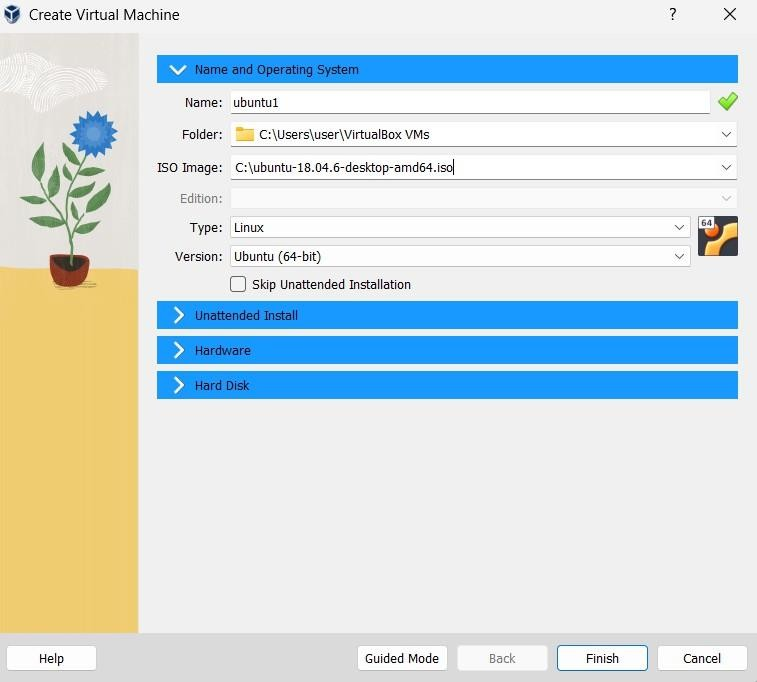 Create Virtual Machine ?
Name and Operating System
Name: ubuntu1
Folder: C:\Users\user\VirtualBox VMs
ISO Image: C:\ubuntu-18.04.6-desktop-amd64.iso
Edition:
Type: Linux 64
Version: Ubuntu (64-bit)
Skip Unattended Installation
Unattended Install
Hardware
Hard Disk
Help Guided Mode Back Finish Cancel